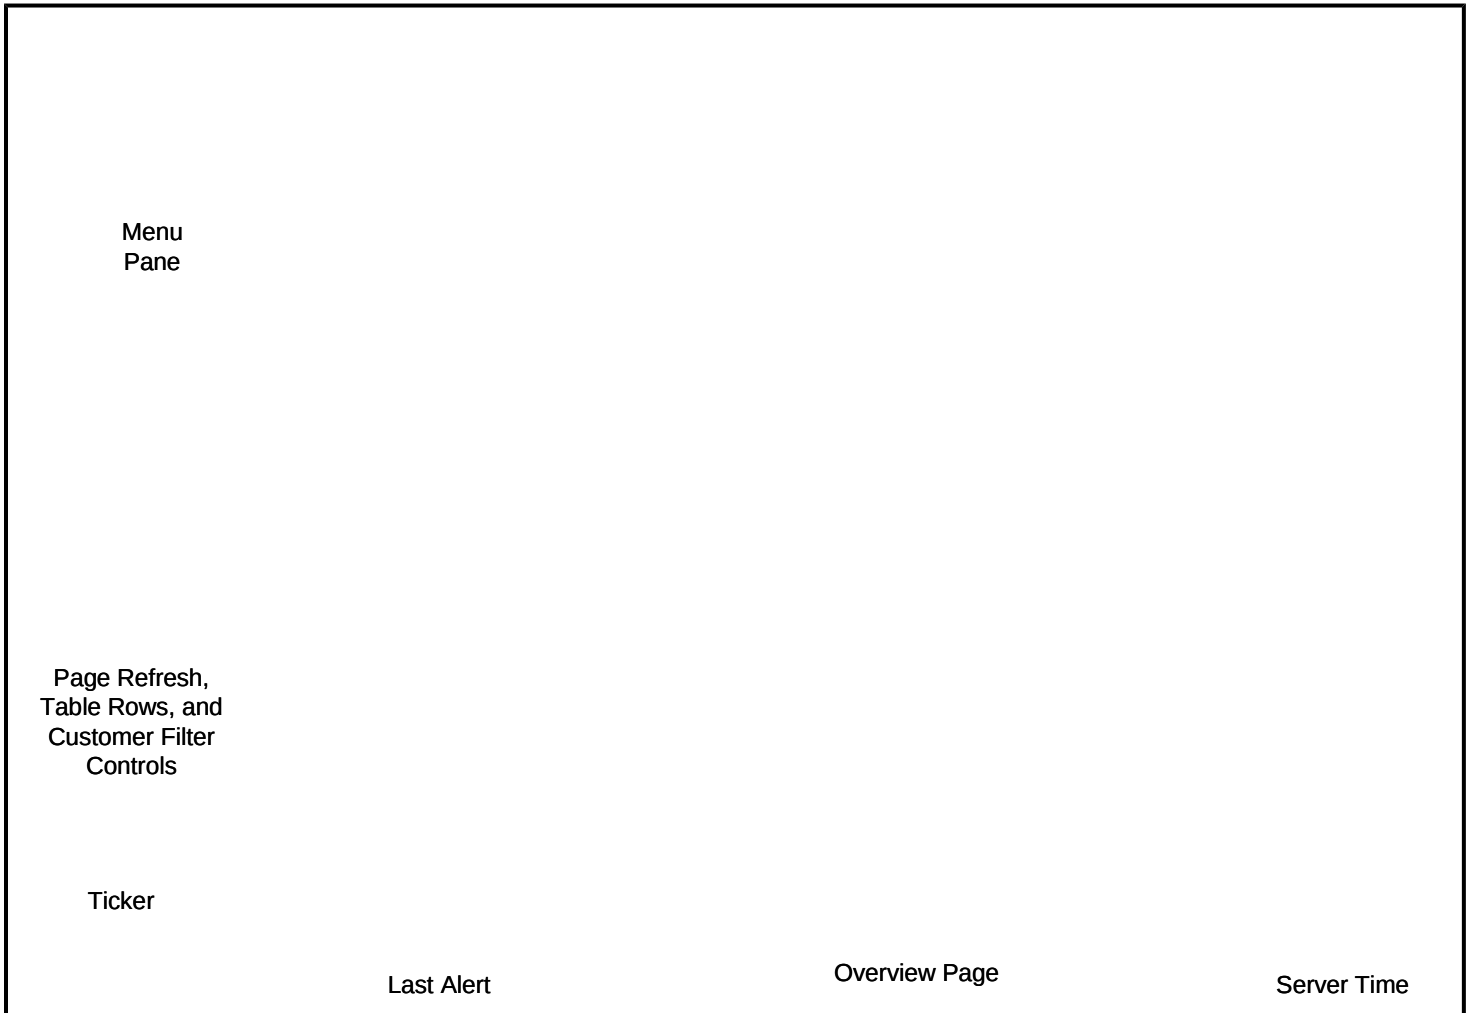 Menu
Pane
Page Refresh,
Table Rows, and
Customer Filter
Controls
Ticker
Last Alert
Overview Page
Server Time